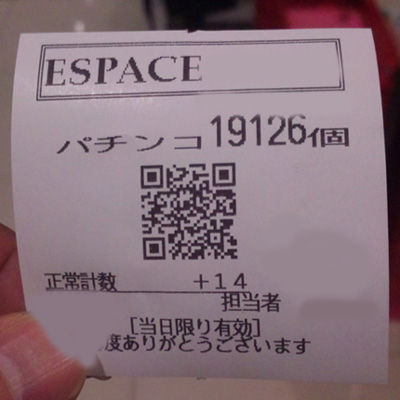 ESPACE
パチンコ 19126個
正常計数 +14
担当者
[当日限り有効]
度ありがとうございます